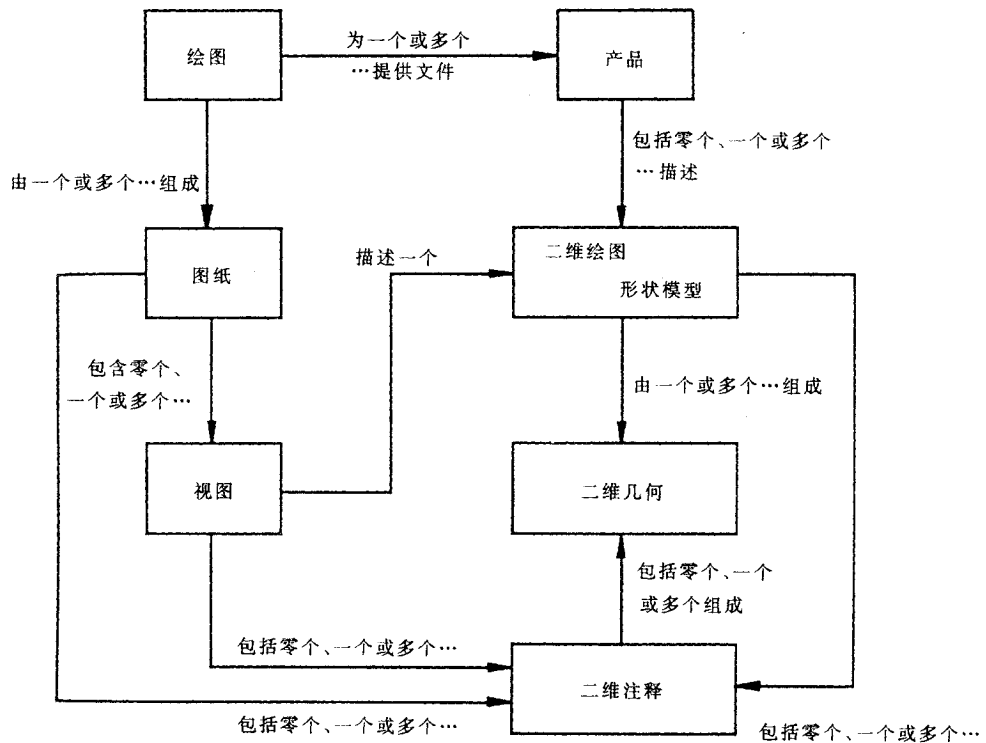 绘图
为一个或多个
…提供文件
产品
包括零个、一个或多个
…描述
由一个或多个…组成
图纸
描述一个
二维绘图
形状模型
包含零个、
一个或多个…
由一个或多个…组成
视图
二维几何
包括零个、一个
或多个组成
包括零个、一个或多个…
二维注释
包括零个、一个或多个…
包括零个、一个或多个…